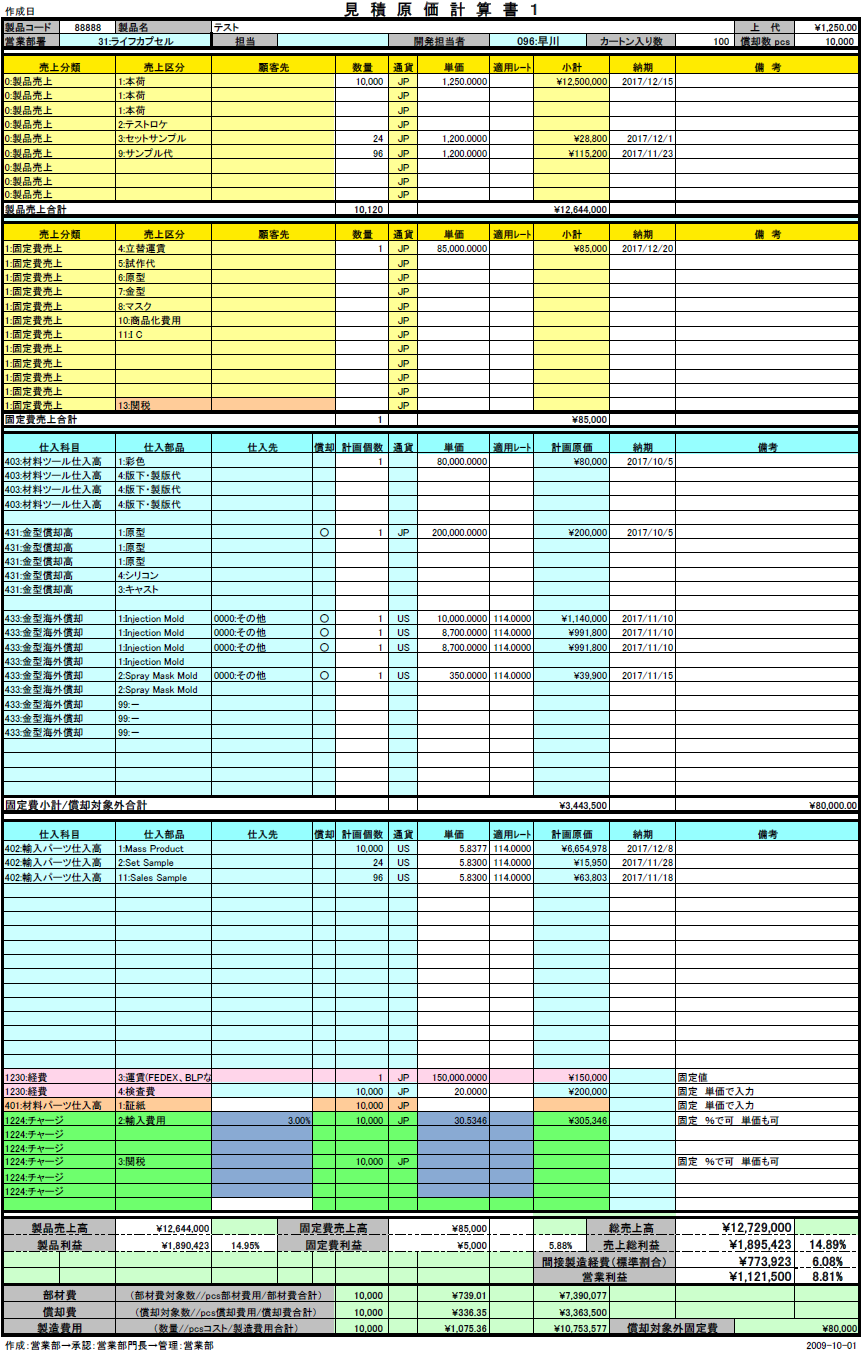 作成日 見積原価計算書1
製品コード 88888 製品名 テスト 上代 ¥1,250.00
営業部署 31:ライフカプセル 担当 開発担当者 096:早川 カートン入り数 100 償却数 pcs 10,000
売上分類 売上区分 顧客先 数量 通貨 単価 適用レート 小計 納期 備考
0:製品売上 1:本荷 10,000 JP 1,250.0000 ¥12,500,000 2017/12/15
0:製品売上 1:本荷 JP
0:製品売上 1:本荷 JP
0:製品売上 2:テストロケ JP
0:製品売上 3:セットサンプル 24 JP 1,200.0000 ¥28,800 2017/12/1
0:製品売上 9:サンプル代 96 JP 1,200.0000 ¥115,200 2017/11/23
0:製品売上 JP
0:製品売上 JP
0:製品売上 JP
製品売上合計 10,120 ¥12,644,000
売上分類 売上区分 顧客先 数量 通貨 単価 適用レート 小計 納期 備考
1:固定費売上 4:立替運賃 1 JP 85,000.0000 ¥85,000 2017/12/20
1:固定費売上 5:試作代 JP
1:固定費売上 6:原型 JP
1:固定費売上 7:金型 JP
1:固定費売上 8:マスク JP
1:固定費売上 10:商品化費用 JP
1:固定費売上 11:IC JP
1:固定費売上 JP
1:固定費売上 JP
1:固定費売上 JP
1:固定費売上 JP
1:固定費売上 13:関税 JP
固定費売上合計 1 ¥85,000
仕入科目 仕入部品 仕入先 償却 計画個数 通貨 単価 適用レート 計画原価 納期 備考
403:材料ツール仕入高 1:彩色 1 80,000.0000 ¥80,000 2017/10/5
403:材料ツール仕入高 4:版下・製版代
403:材料ツール仕入高 4:版下・製版代
403:材料ツール仕入高 4:版下・製版代
431:金型償却高 1:原型 〇 1 JP 200,000.0000 ¥200,000 2017/10/5
431:金型償却高 1:原型
431:金型償却高 1:原型
431:金型償却高 4:シリコン
431:金型償却高 3:キャスト
433:金型海外償却 1:Injection Mold 0000:その他 〇 1 US 10,000.0000 114.0000 ¥1,140,000 2017/11/10
433:金型海外償却 1:Injection Mold 0000:その他 〇 1 US 8,700.0000 114.0000 ¥991,800 2017/11/10
433:金型海外償却 1:Injection Mold 0000:その他 〇 1 US 8,700.0000 114.0000 ¥991,800 2017/11/10
433:金型海外償却 1:Injection Mold
433:金型海外償却 2:Spray Mask Mold 0000:その他 〇 1 US 350.0000 114.0000 ¥39,900 2017/11/15
433:金型海外償却 2:Spray Mask Mold
433:金型海外償却 99:ー
433:金型海外償却 99:ー
433:金型海外償却 99:ー
固定費小計/償却対象外合計 ¥3,443,500 ¥80,000.00
仕入科目 仕入部品 仕入先 償却 計画個数 通貨 単価 適用レート 計画原価 納期 備考
402:輸入パーツ仕入高 1:Mass Product 10,000 US 5.8377 114.0000 ¥6,654,978 2017/12/8
402:輸入パーツ仕入高 2:Set Sample 24 US 5.8300 114.0000 ¥15,950 2017/11/28
402:輸入パーツ仕入高 11:Sales Sample 96 US 5.8300 114.0000 ¥63,803 2017/11/18
1230:経費 3:運賃(FEDEX、BLPな 1 JP 150,000.0000 ¥150,000 固定値
1230:経費 4:検査費 10,000 JP 20.0000 ¥200,000 固定 単価で入力
401:材料パーツ仕入高 1:証紙 10,000 JP 固定 単価で入力
1224:チャージ 2:輸入費用 3.00% 10,000 JP 30.5346 ¥305,346 固定 %で可 単価も可
1224:チャージ
1224:チャージ
1224:チャージ 3:関税 10,000 JP 固定 %で可 単価も可
1224:チャージ
1224:チャージ
製品売上高 ¥12,644,000 固定費売上高 ¥85,000 総売上高 ¥12,729,000
製品利益 ¥1,890,423 14.95% 固定費利益 ¥5,000 5.88% 売上総利益 ¥1,895,423 14.89%
間接製造経費(標準割合) ¥773,923 6.08%
営業利益 ¥1,121,500 8.81%
部材費 (部材費対象数//pcs部材費用/部材費合計) 10,000 ¥739.01 ¥7,390,077
償却費 (償却対象数//pcs償却費用/償却費合計) 10,000 ¥336.35 ¥3,363,500
製造費用 (数量//pcsコスト/製造費用合計) 10,000 ¥1,075.36 ¥10,753,577 償却対象外固定費 ¥80,000
作成:営業部→承認:営業部門長→管理:営業部 2009-10-01